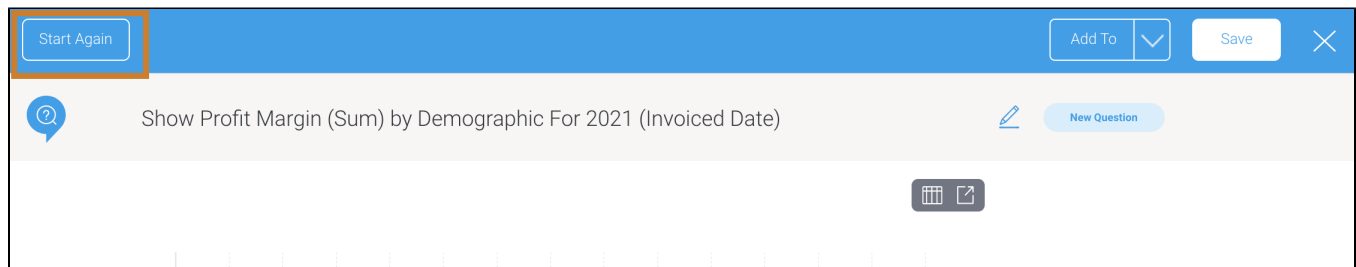 Start Again
Add To
Save
Show Profit Margin (Sum) by Demographic For 2021 (Invoiced Date)
New Question